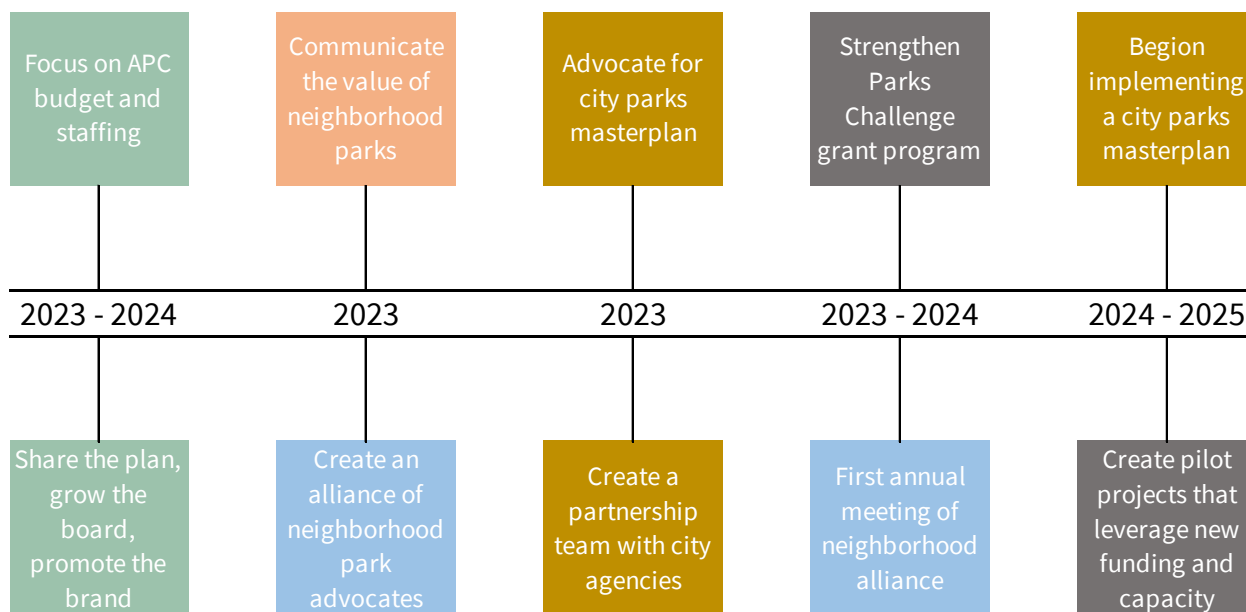 Focus on APC
budget and
staffing
Communicate
the value of
neighborhood
parks
Advocate for
city parks
masterplan
Strengthen
Parks
Challenge
grant program
Begion
implementing
a city parks
masterplan
2023 - 2024
2023
2023
2023 - 2024
2024 - 2025
Share the plan,
grow the
board,
promote the
brand
Create an
alliance of
neighborhood
park
advocates
Create a
partnership
team with city
agencies
First annual
meeting of
neighborhood
alliance
Create pilot
projects that
leverage new
funding and
capacity